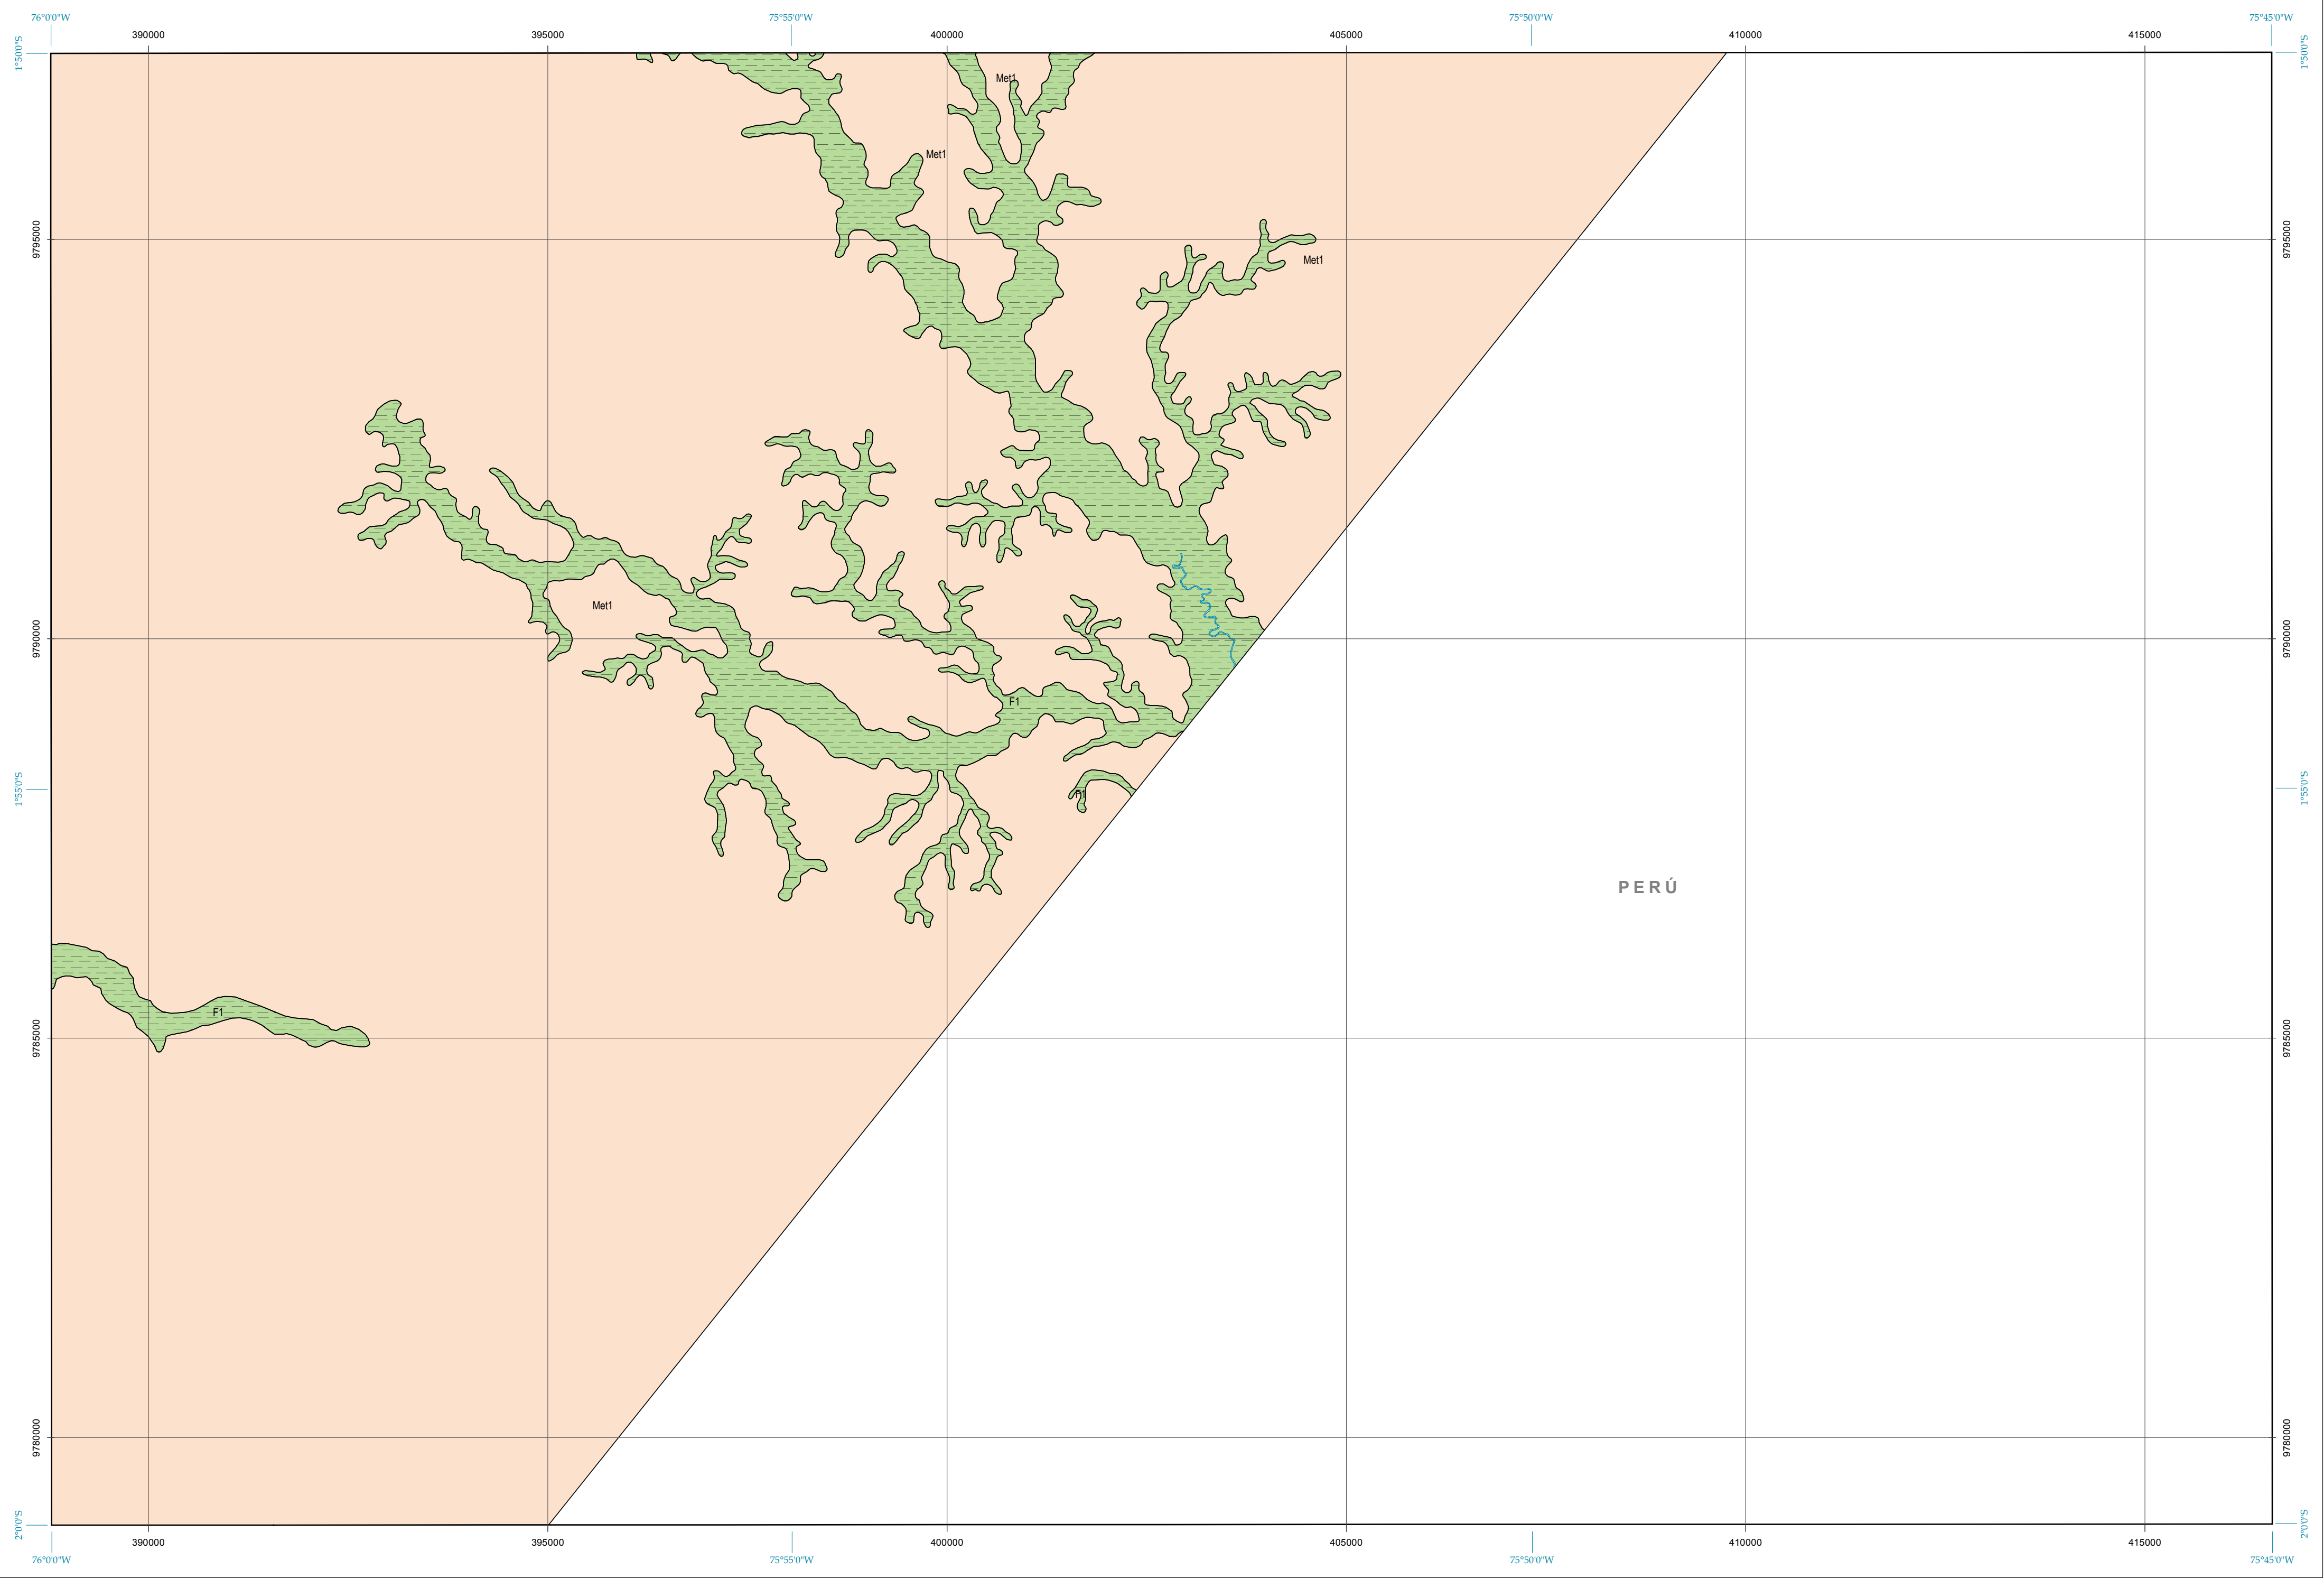 76°0'0"W 75°55'0"W 75°50'0"W 75°45'0"W
390000 395000 400000 405000 410000 415000
1°50'0"S 1°50'0"S
Met1
Met1
9795000 9795000
Met1
Met1
9790000 9790000
F1
1°55'0"S F1 1°55'0"S
PERÚ
F1
9785000 9785000
9780000 9780000
2°0'0"S 2°0'0"S
390000 395000 400000 405000 410000 415000
76°0'0"W 75°55'0"W 75°50'0"W 75°45'0"W